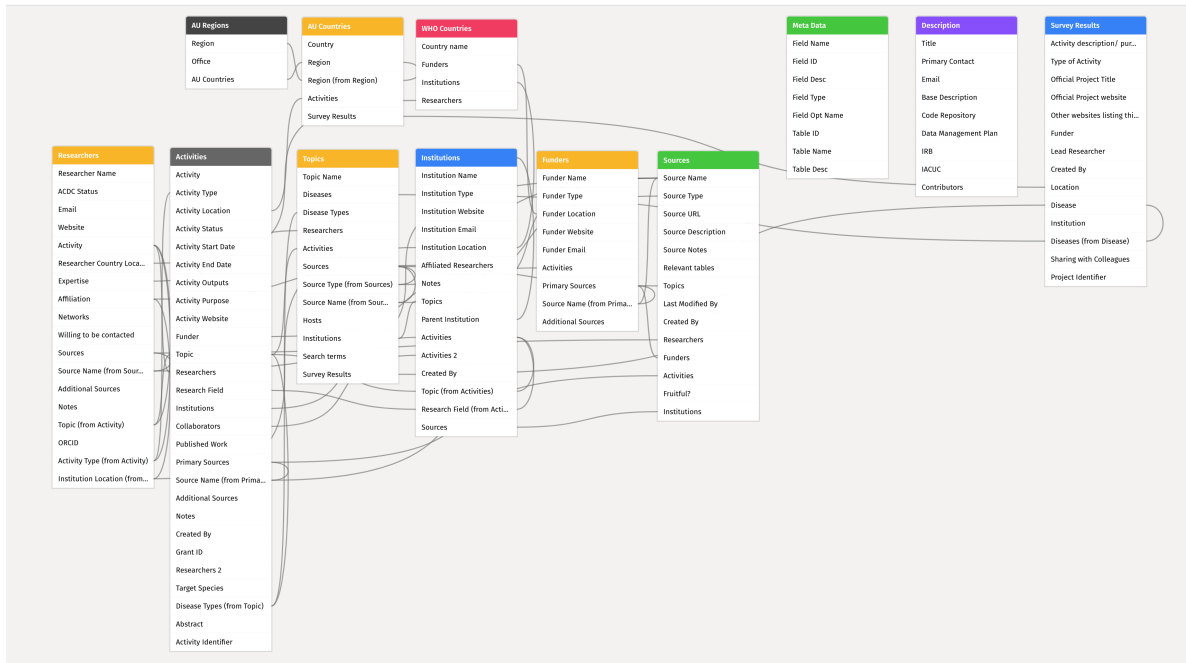 AU Regions
Region
Office
AU Countries
AU Countries
Country
Region
Region (from Region)
Activities
Survey Results
WHO Countries
Country name
Funders
Institutions
Researchers
Meta Data
Field Name
Field ID
Field Desc
Field Type
Field Opt Name
Table ID
Table Name
Table Desc
Description
Title
Primary Contact
Email
Base Description
Code Repository
Data Management Plan
IRB
IACUC
Contributors
Survey Results
Activity description/ pur...
Type of Activity
Official Project Title
Official Project website
Other websites listing thi...
Funder
Lead Researcher
Created By
Location
Disease
Institution
Diseases (from Disease)
Sharing with Colleagues
Project Identifier
Researchers
Researcher Name
ACDC Status
Email
Website
Activity
Researcher Country Loca...
Expertise
Affiliation
Networks
Willing to be contacted
Sources
Source Name (from Sour...
Additional Sources
Notes
Topic (from Activity)
ORCID
Activity Type (from Activity)
Institution Location (from...
Activities
Activity
Activity Type
Activity Location
Activity Status
Activity Start Date
Activity End Date
Activity Outputs
Activity Purpose
Activity Website
Funder
Topic
Researchers
Research Field
Institutions
Collaborators
Published Work
Primary Sources
Source Name (from Prima...
Additional Sources
Notes
Created By
Grant ID
Researchers 2
Target Species
Disease Types (from Topic)
Abstract
Activity Identifier
Topics
Topic Name
Diseases
Disease Types
Researchers
Activities
Sources
Source Type (from Sources)
Source Name (from Sour...
Hosts
Institutions
Search terms
Survey Results
Institutions
Institution Name
Institution Type
Institution Website
Institution Email
Institution Location
Affiliated Researchers
Notes
Topics
Parent Institution
Activities
Activities 2
Created By
Topic (from Activities)
Research Field (from Acti...
Sources
Funders
Funder Name
Funder Type
Funder Location
Funder Website
Funder Email
Activities
Primary Sources
Source Name (from Prima...
Additional Sources
Sources
Source Name
Source Type
Source URL
Source Description
Source Notes
Relevant tables
Topics
Last Modified By
Created By
Researchers
Funders
Activities
Fruitful?
Institutions